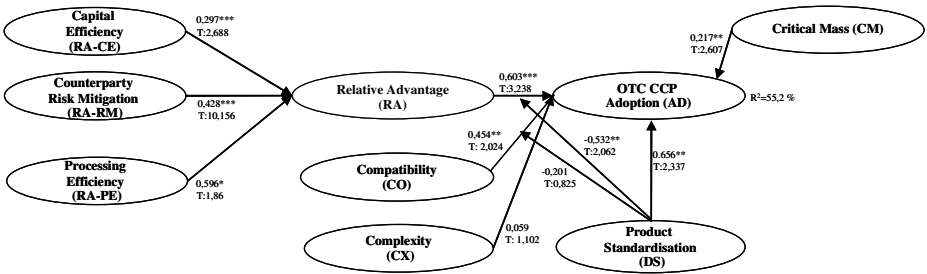 Capital
Efficiency
(RA-CE)
0,297***
T:2,688
Counterparty
Risk Mitigation
(RA-RM)
0,428***
T:10,156
Processing
Efficiency
(RA-PE)
0,596*
T:1,86
Relative Advantage
(RA)
0,603***
T:3,238
Compatibility
(CO)
0,454**
T: 2,024
Complexity
(CX)
0,059
T: 1,102
OTC CCP
Adoption (AD)
R²=55,2 %
Critical Mass (CM)
0,217**
T:2,607
-0,532**
T:2,062
-0,201
T:0,825
0.656**
T:2,337
Product
Standardisation
(DS)